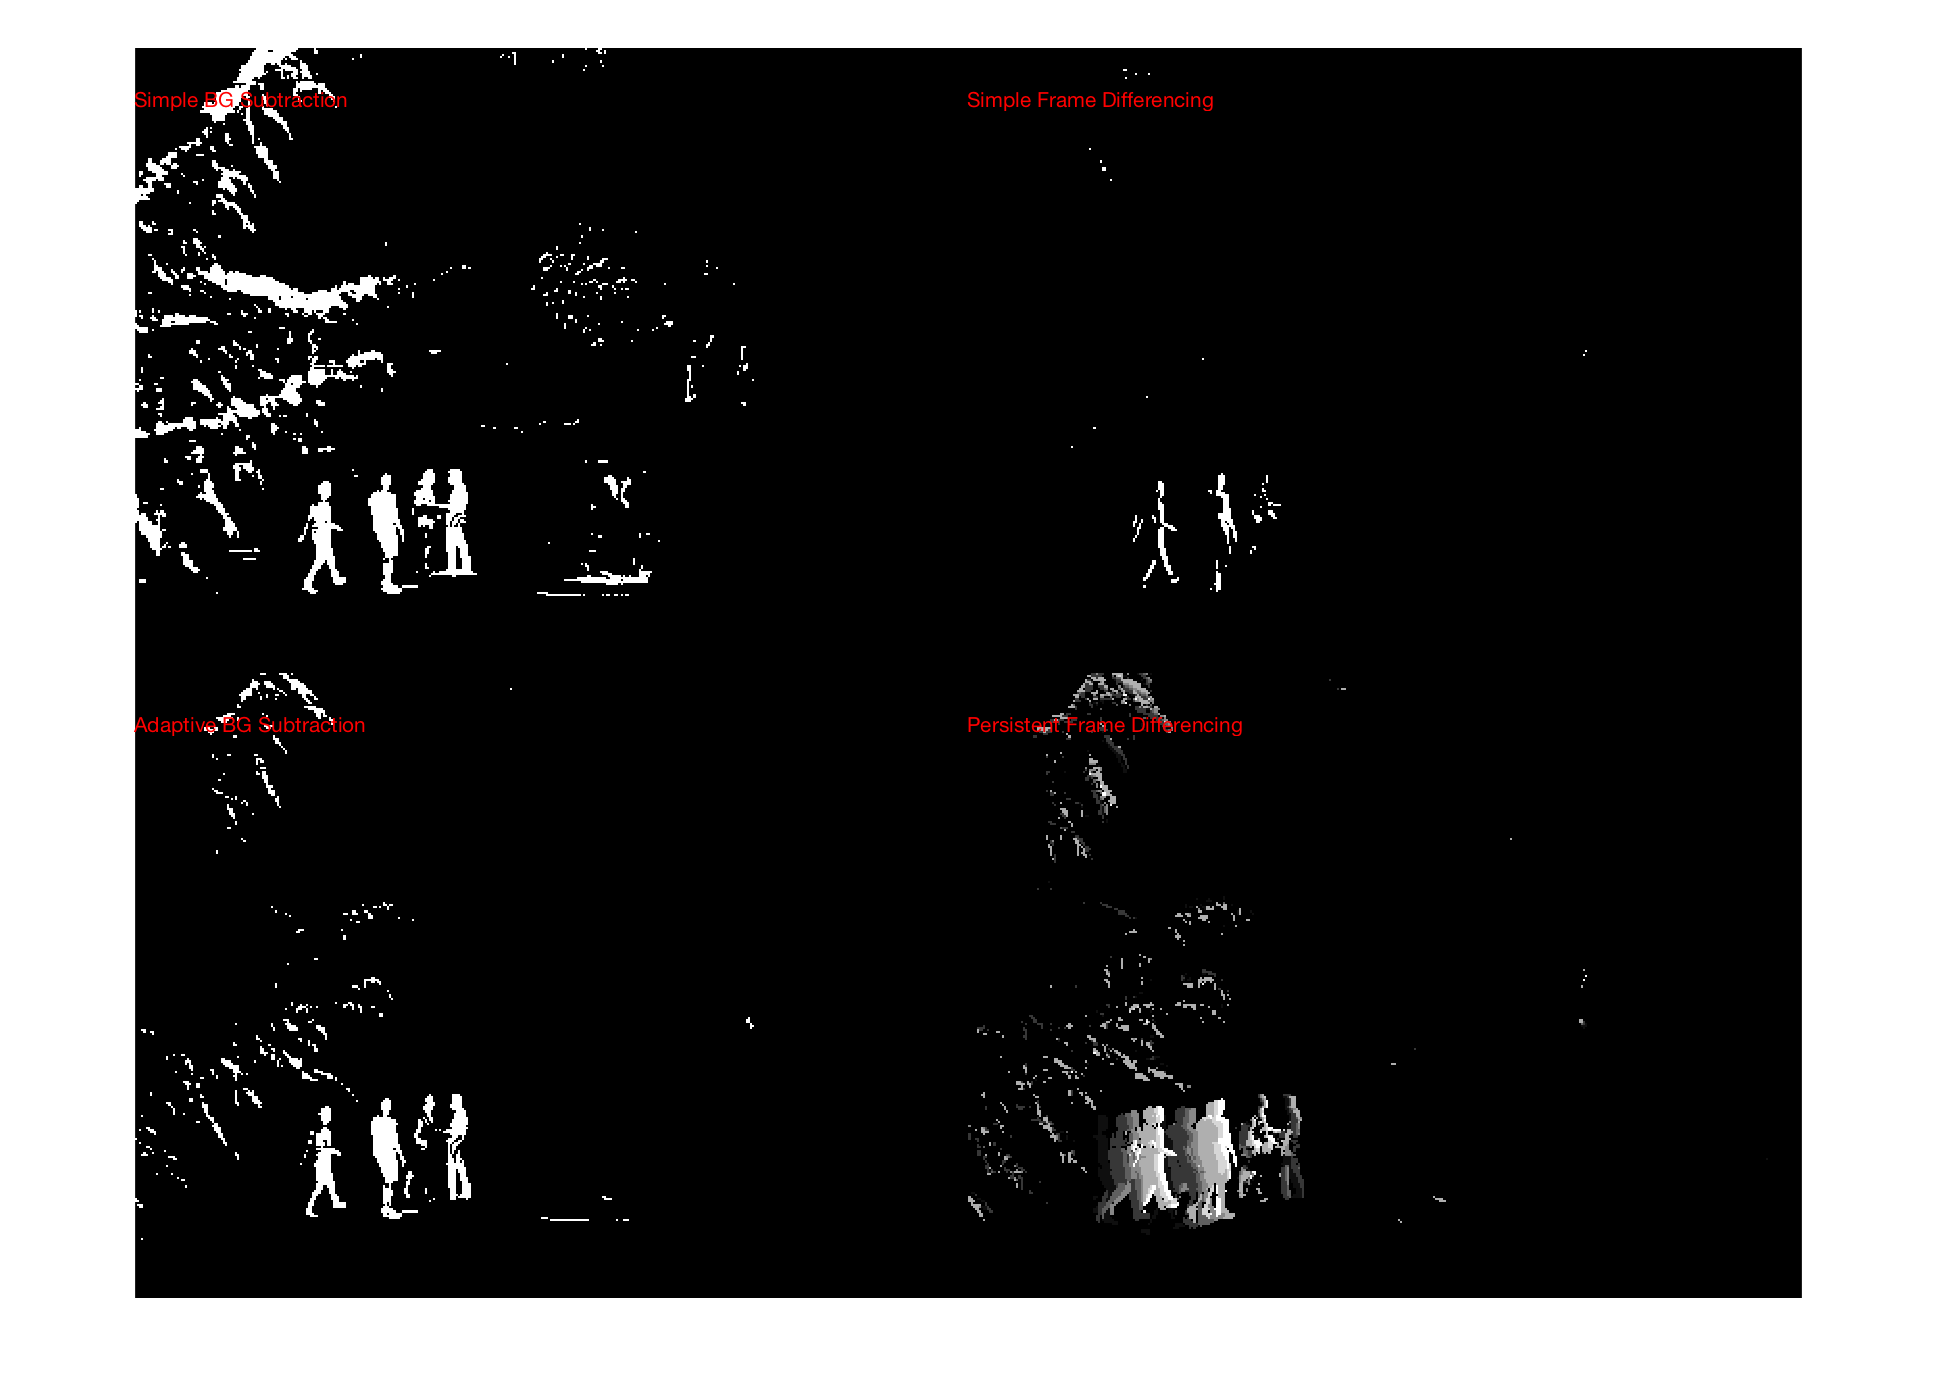 Simple BG Subtraction
Simple Frame Differencing
Adaptive BG Subtraction
Persistent Frame Differencing